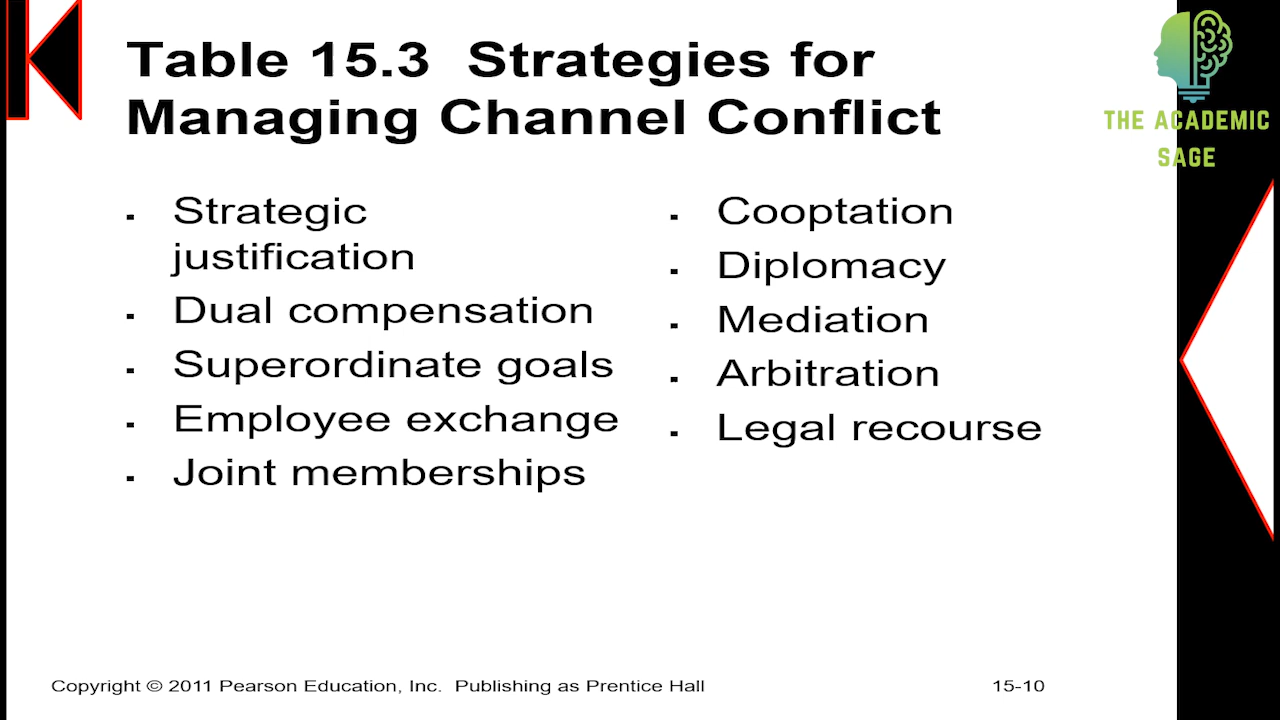 Table 15.3 Strategies for
Managing Channel Conflict
THE ACADEMIC
SAGE
▪ Strategic
justification
▪ Dual compensation
▪ Superordinate goals
▪ Employee exchange
▪ Joint memberships
▪ Cooptation
▪ Diplomacy
▪ Mediation
▪ Arbitration
▪ Legal recourse
Copyright © 2011 Pearson Education, Inc. Publishing as Prentice Hall
15-10